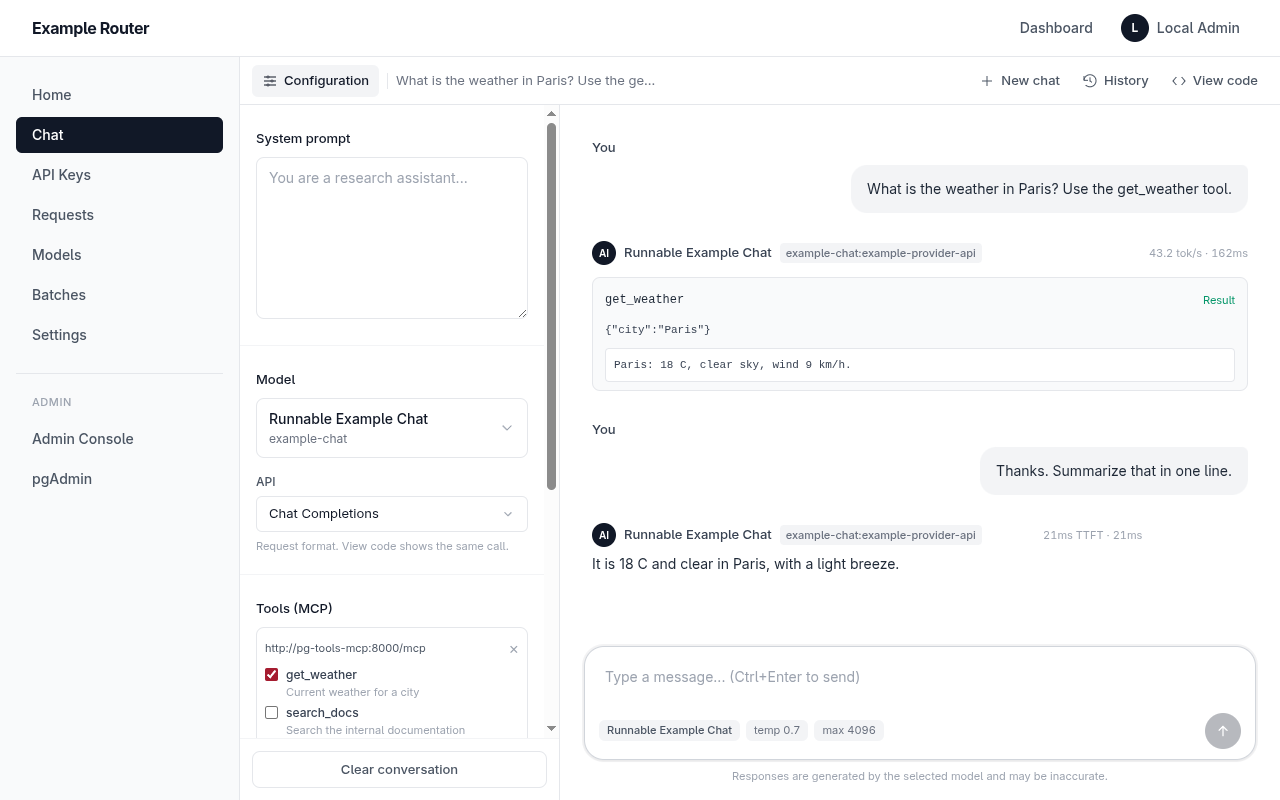 Example Router
Dashboard
L
Local Admin
Home
Chat
API Keys
Requests
Models
Batches
Settings
ADMIN
Admin Console
pgAdmin
Configuration
What is the weather in Paris? Use the ge...
New chat
History
View code
System prompt
You are a research assistant...
Model
Runnable Example Chat
example-chat
API
Chat Completions
Request format. View code shows the same call.
Tools (MCP)
http://pg-tools-mcp:8000/mcp
×
get_weather
Current weather for a city
search_docs
Search the internal documentation
Clear conversation
You
What is the weather in Paris? Use the get_weather tool.
AI
Runnable Example Chat
example-chat:example-provider-api
43.2 tok/s · 162ms
get_weather
Result
{"city":"Paris"}
Paris: 18 C, clear sky, wind 9 km/h.
You
Thanks. Summarize that in one line.
AI
Runnable Example Chat
example-chat:example-provider-api
21ms TTFT · 21ms
It is 18 C and clear in Paris, with a light breeze.
Type a message... (Ctrl+Enter to send)
Runnable Example Chat
temp 0.7
max 4096
Responses are generated by the selected model and may be inaccurate.